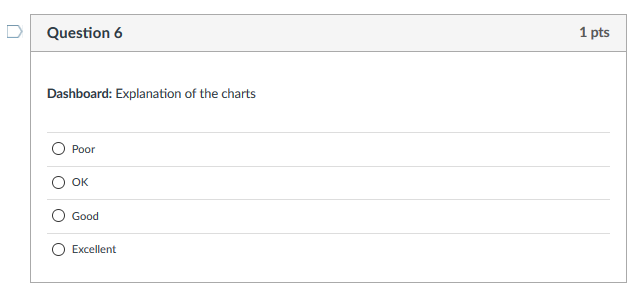 Question 6
1 pts
Dashboard: Explanation of the charts
Poor
OK
Good
Excellent